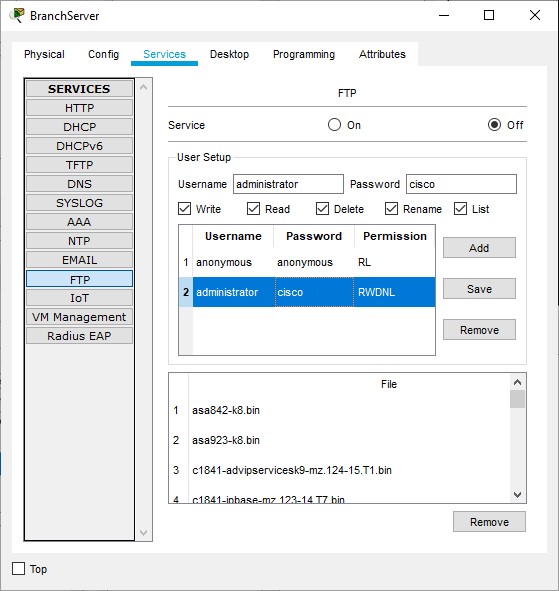 BranchServer
Physical Config Services Desktop Programming Attributes
SERVICES
HTTP
DHCP
DHCPv6
TFTP
DNS
SYSLOG
AAA
NTP
EMAIL
FTP
IoT
VM Management
Radius EAP
FTP
Service On Off
User Setup
Username administrator Password cisco
Write Read Delete Rename List
Username Password Permission
1 anonymous anonymous RL
2 administrator cisco RWDNL
Add
Save
Remove
File
1 asa842-k8.bin
2 asa923-k8.bin
3 c1841-advipservicesk9-mz.124-15.T1.bin
4 c1841-ipbase-mz.123-14.T7.bin
Remove
Top